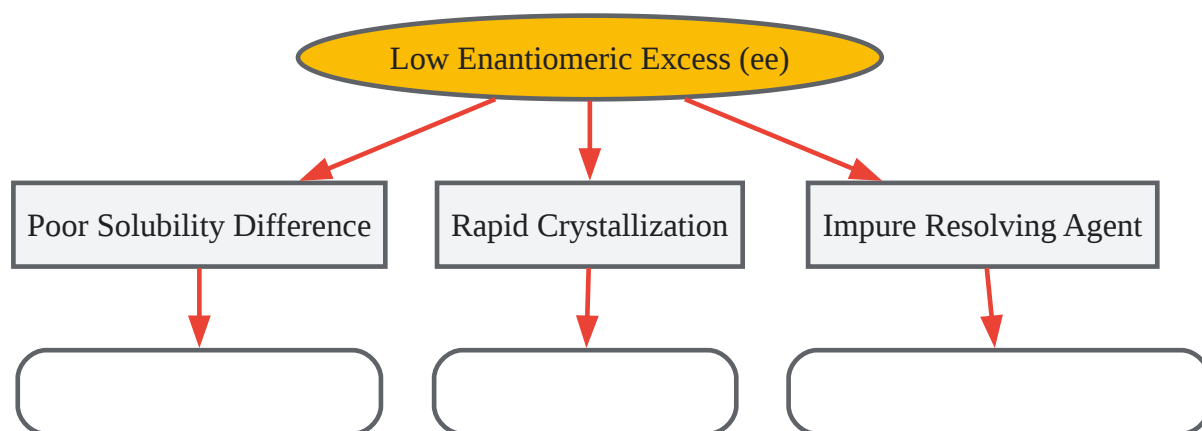 Low Enantiomeric Excess (ee)
Poor Solubility Difference
Rapid Crystallization
Impure Resolving Agent